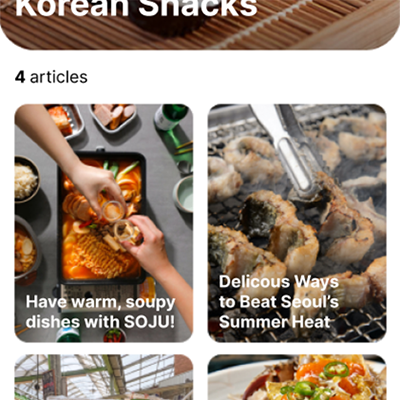 Korean Snacks
4 articles
Have warm, soupy
dishes with SOJU!
Delicous Ways
to Beat Seoul's
Summer Heat